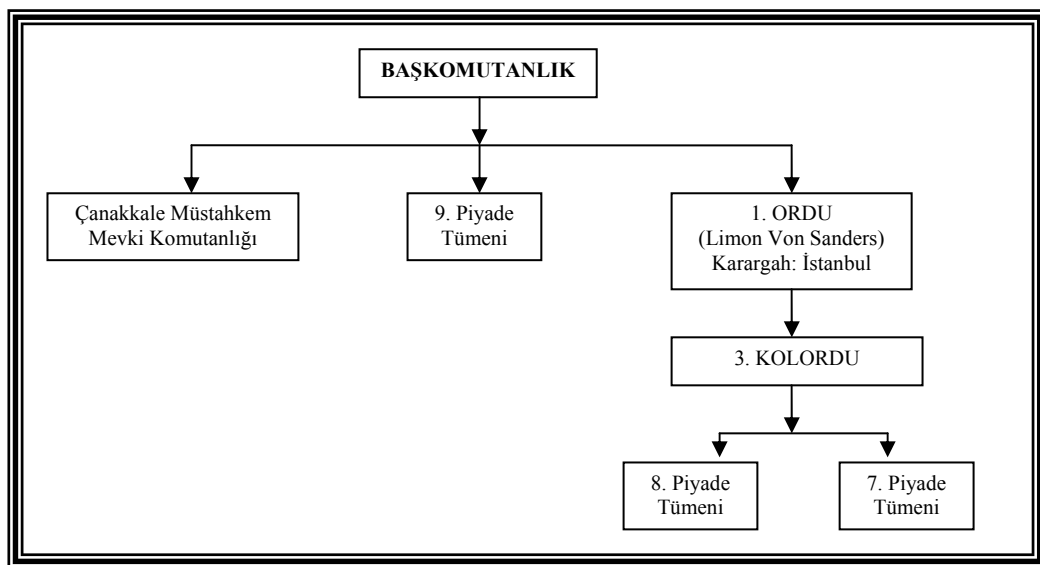 BAŞKOMUTANLIK
Çanakkale Müstahkem
Mevki Komutanlığı
9. Piyade
Tümeni
1. ORDU
(Limon Von Sanders)
Karargah: İstanbul
3. KOLORDU
8. Piyade
Tümeni
7. Piyade
Tümeni